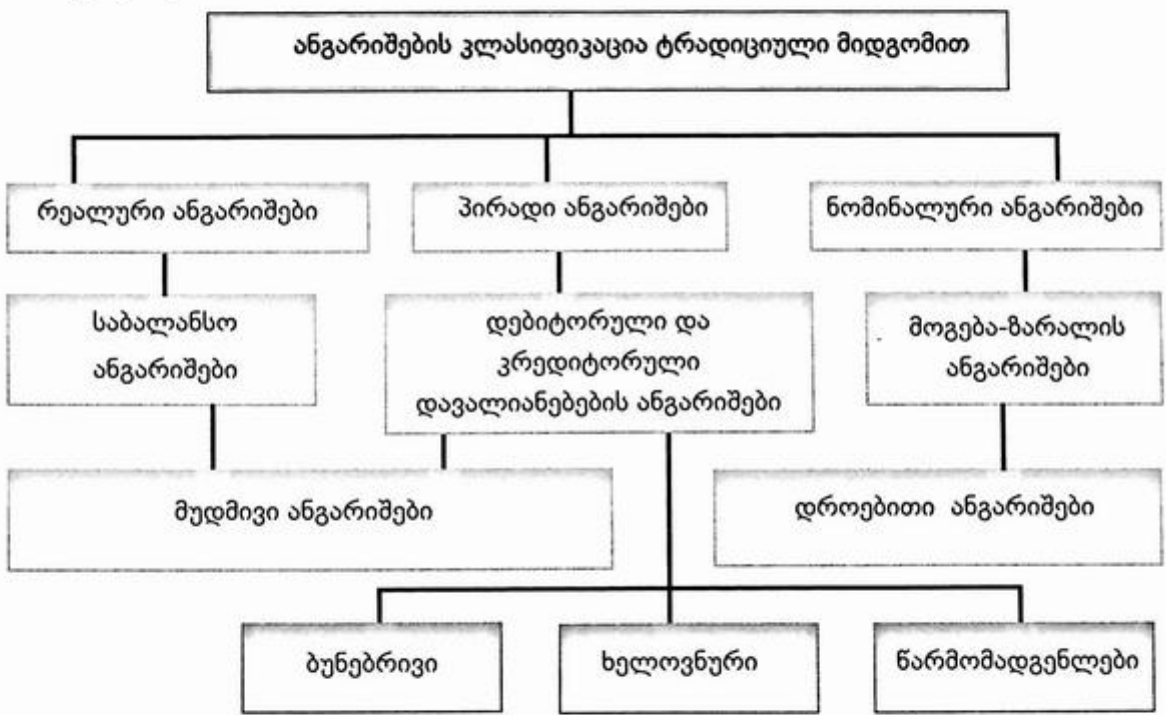 ანგარიშების კლასიფიკაცია ტრადიციული მიდგომით
რეალური ანგარიშები
პირადი ანგარიშები
ნომინალური ანგარიშები
საბალანსო
ანგარიშები
დებიტორული და
კრედიტორული
დავალიანებების ანგარიშები
მოგება-ზარალის
ანგარიშები
მუდმივი ანგარიშები
დროებითი ანგარიშები
ბუნებრივი
ხელოვნური
წარმომადგენლები